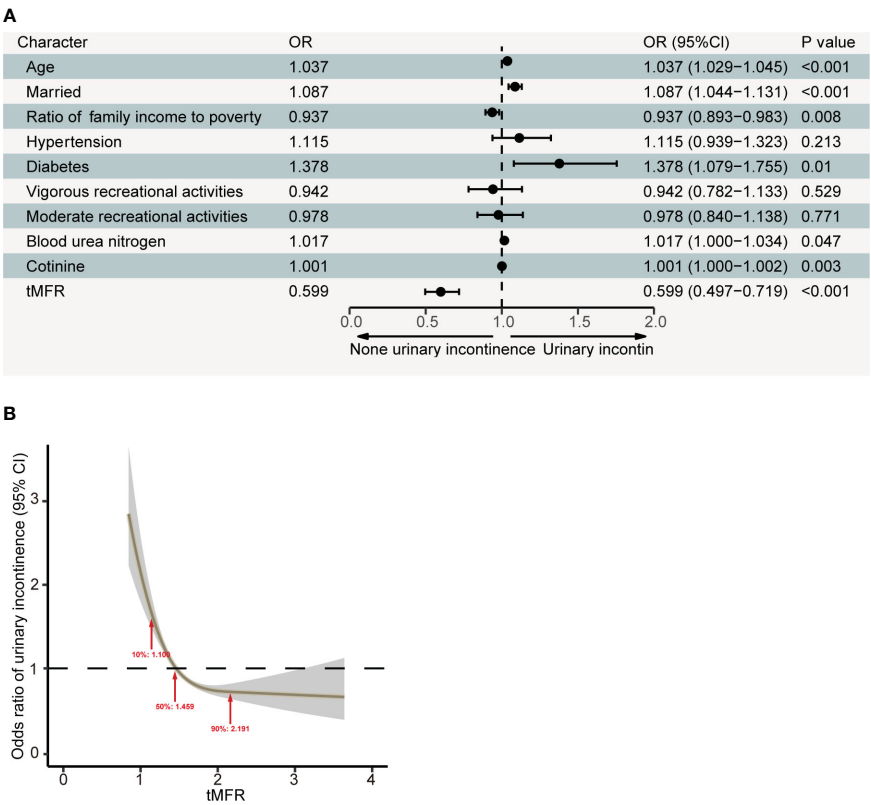 A
Character OR OR (95%CI) P value
Age 1.037 1.037 (1.029−1.045) <0.001
Married 1.087 1.087 (1.044−1.131) <0.001
Ratio of family income to poverty 0.937 0.937 (0.893−0.983) 0.008
Hypertension 1.115 1.115 (0.939−1.323) 0.213
Diabetes 1.378 1.378 (1.079−1.755) 0.01
Vigorous recreational activities 0.942 0.942 (0.782−1.133) 0.529
Moderate recreational activities 0.978 0.978 (0.840−1.138) 0.771
Blood urea nitrogen 1.017 1.017 (1.000−1.034) 0.047
Cotinine 1.001 1.001 (1.000−1.002) 0.003
tMFR 0.599 0.599 (0.497−0.719) <0.001
0.0 0.5 1.0 1.5 2.0
None urinary incontinence Urinary incontin
B
Odds ratio of urinary incontinence (95% CI)
3
2
1
0
10%: 1.100
50%: 1.459
90%: 2.191
0 1 2 3 4
tMFR